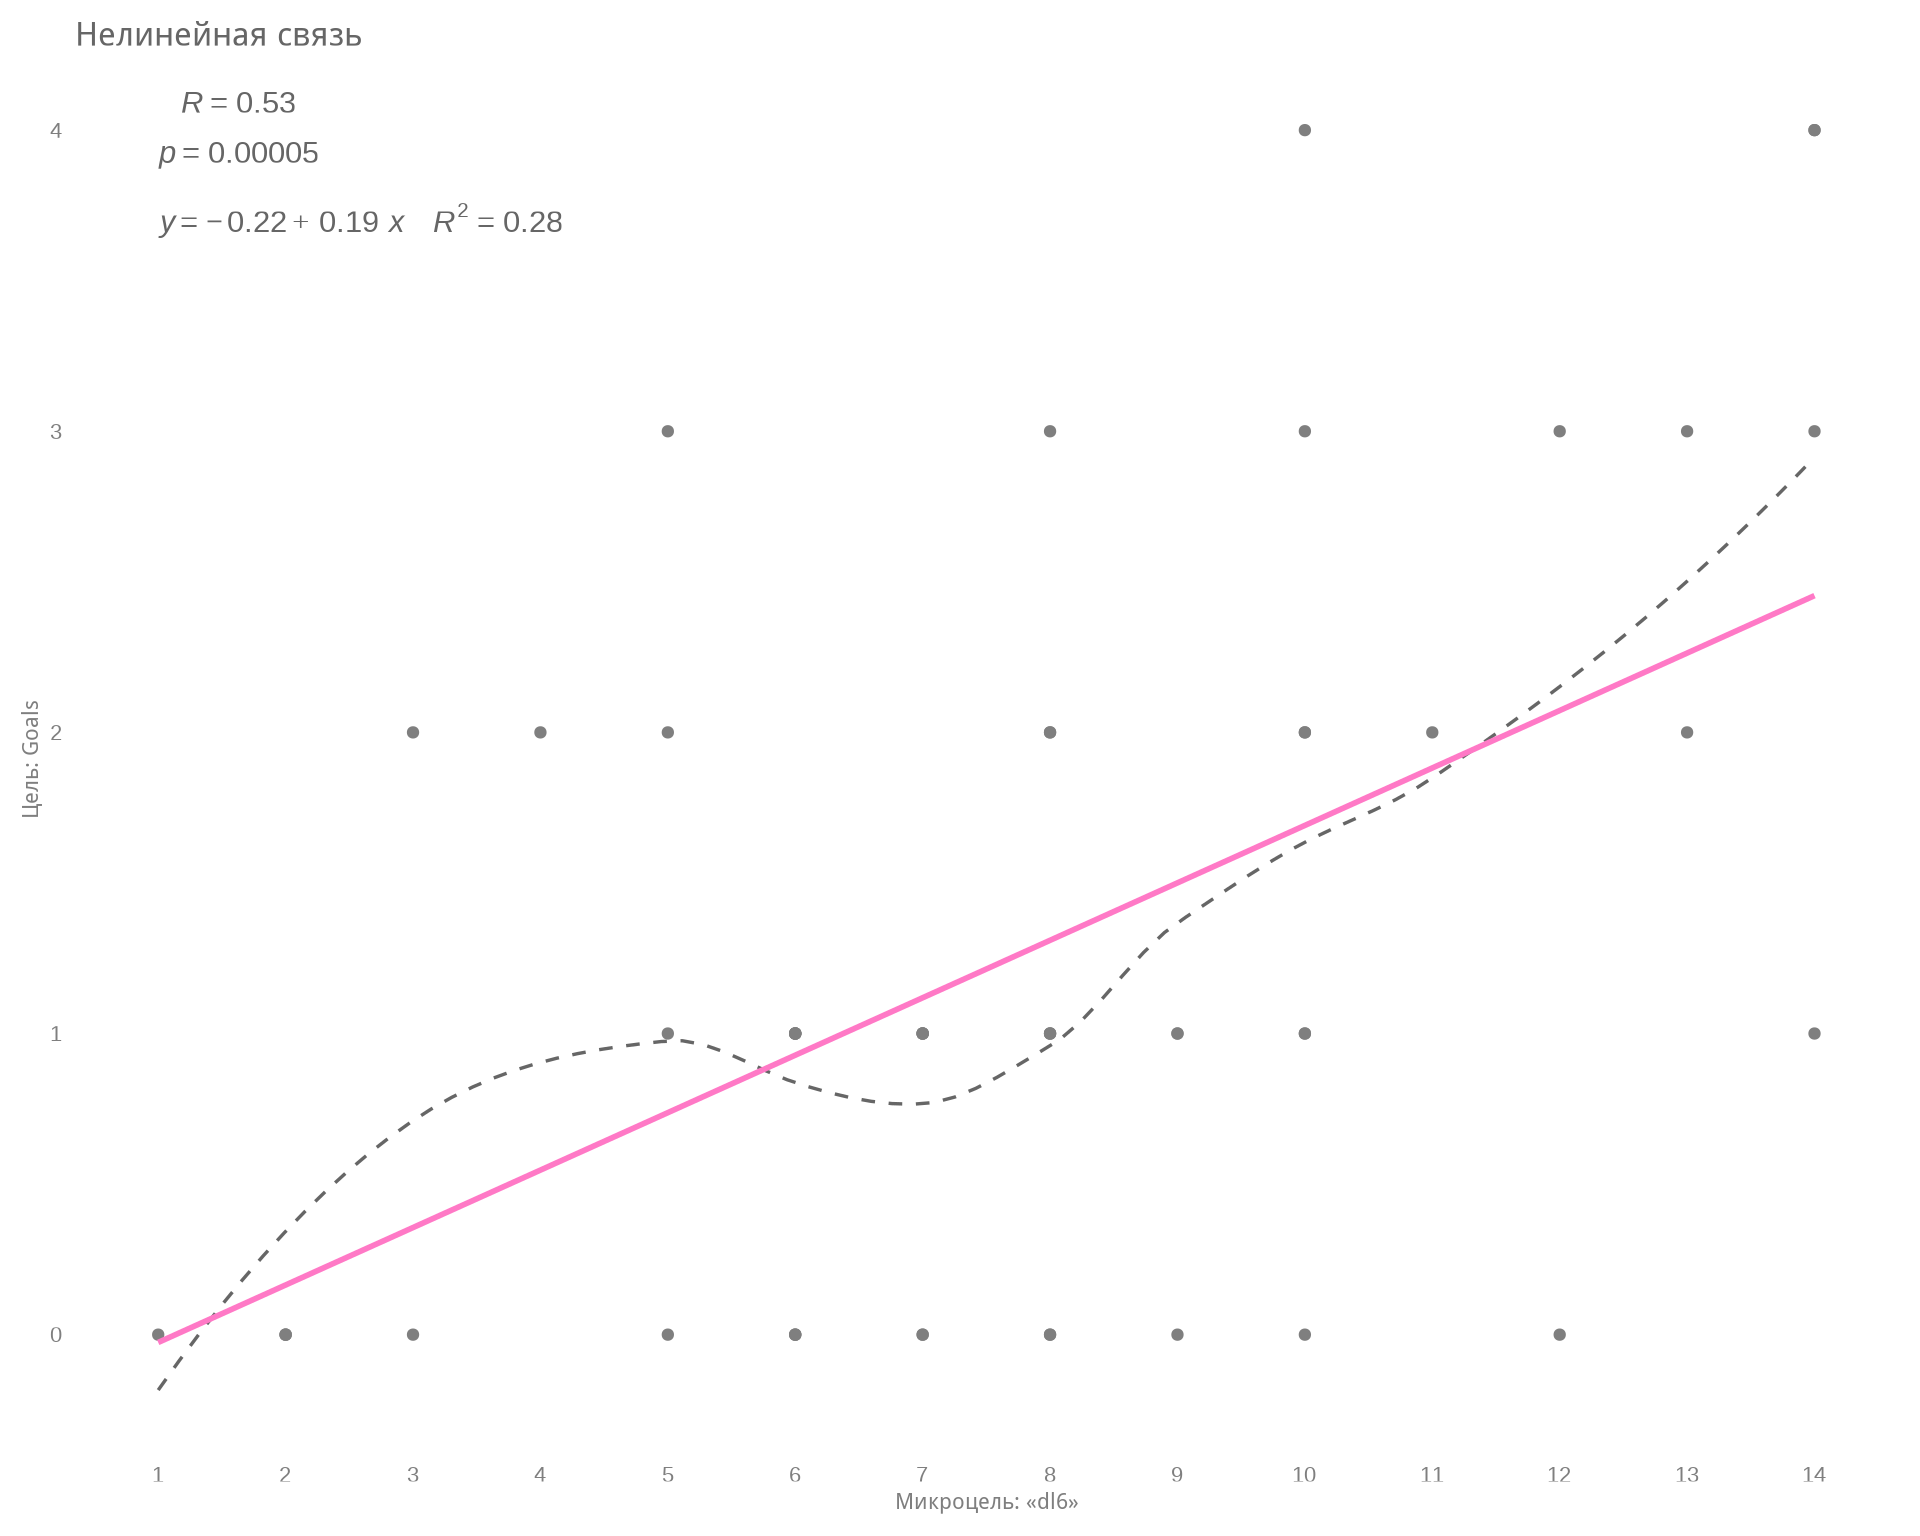 Нелинейная связь
R = 0.53
p = 0.00005
y = −0.22 + 0.19 x R² = 0.28
4
3
2
1
0
Цель: Goals
1 2 3 4 5 6 7 8 9 10 11 12 13 14
Микроцель: «dl6»